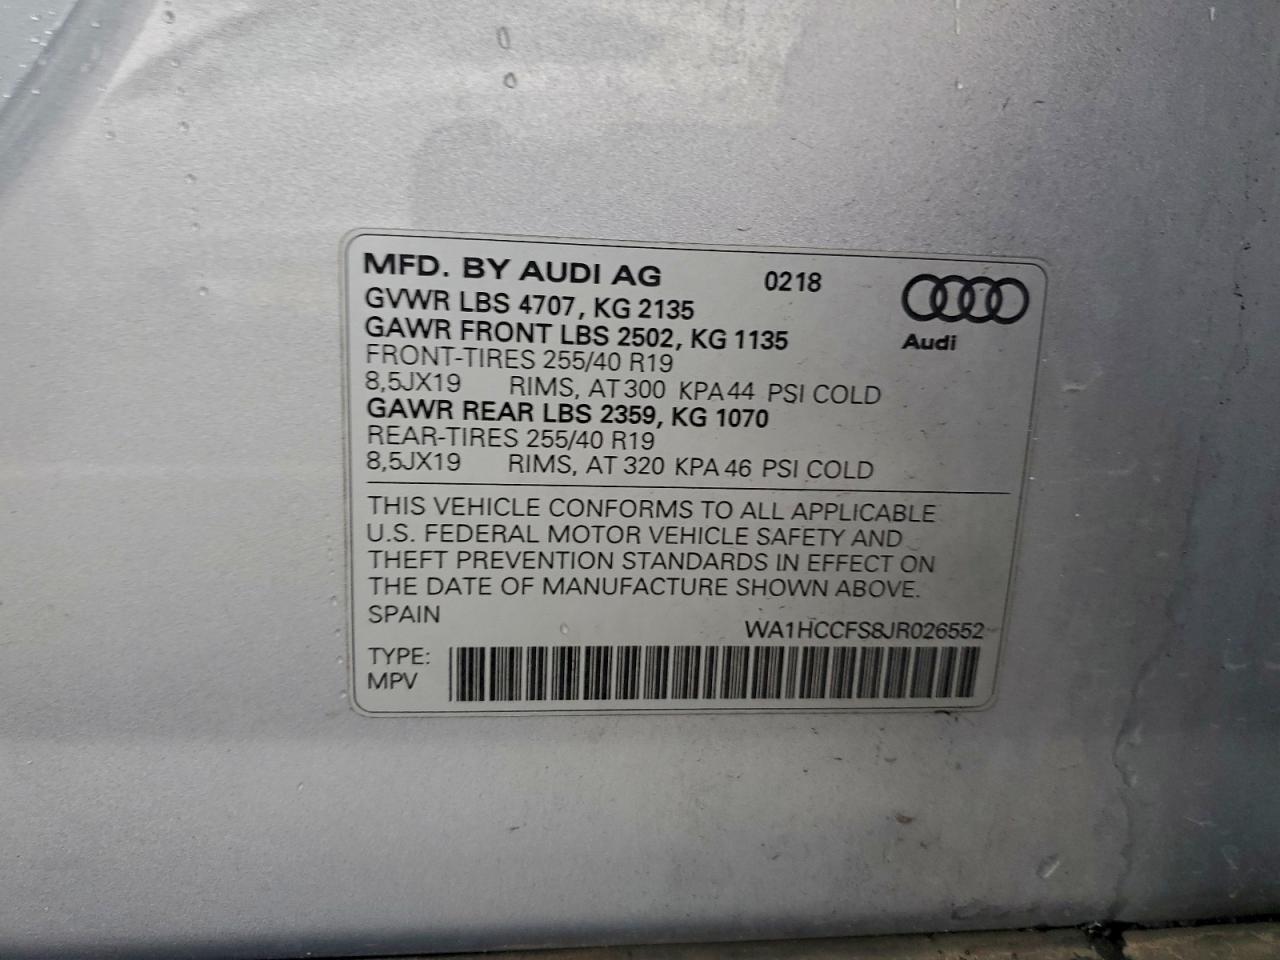 MFD. BY AUDI AG 0218
GVWR LBS 4707, KG 2135
GAWR FRONT LBS 2502, KG 1135
Audi
FRONT-TIRES 255/40 R19
8,5JX19 RIMS, AT 300 KPA 44 PSI COLD
GAWR REAR LBS 2359, KG 1070
REAR-TIRES 255/40 R19
8,5JX19 RIMS, AT 320 KPA 46 PSI COLD
THIS VEHICLE CONFORMS TO ALL APPLICABLE
U.S. FEDERAL MOTOR VEHICLE SAFETY AND
THEFT PREVENTION STANDARDS IN EFFECT ON
THE DATE OF MANUFACTURE SHOWN ABOVE.
SPAIN
WA1HCCFS8JR026552
TYPE:
MPV